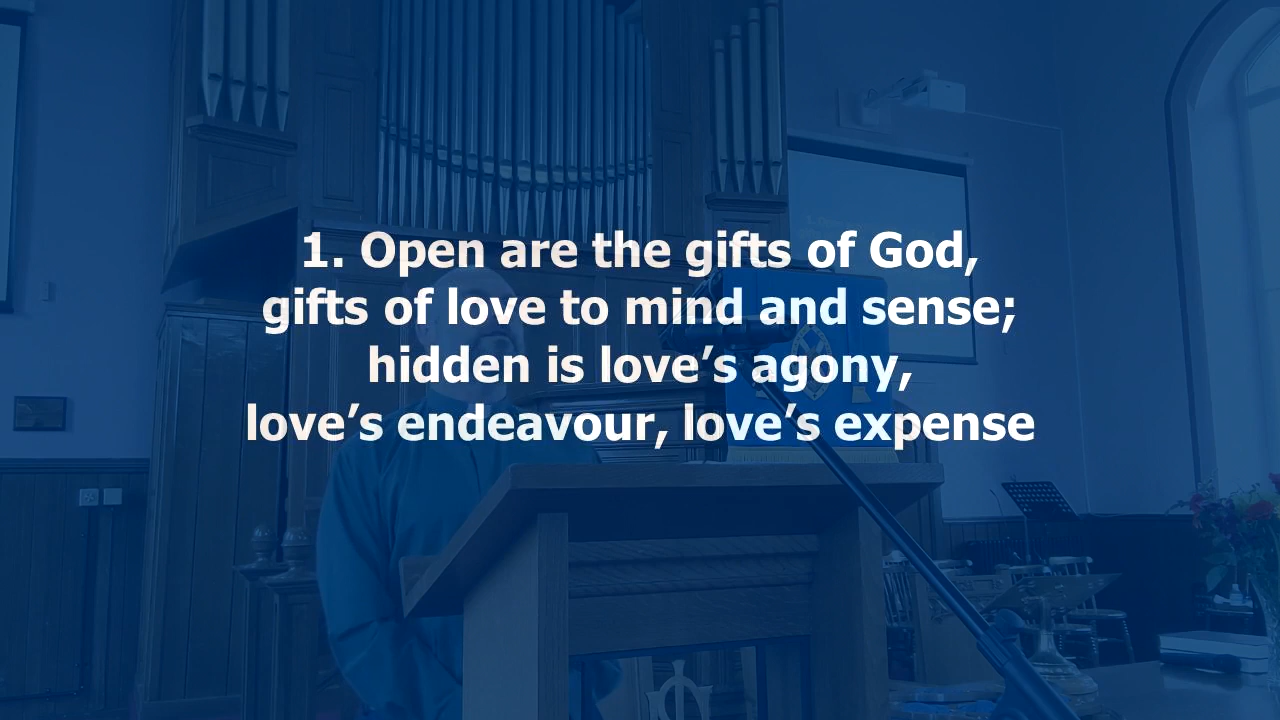 1. Open are the gifts of God,
gifts of love to mind and sense;
hidden is love’s agony,
love’s endeavour, love’s expense